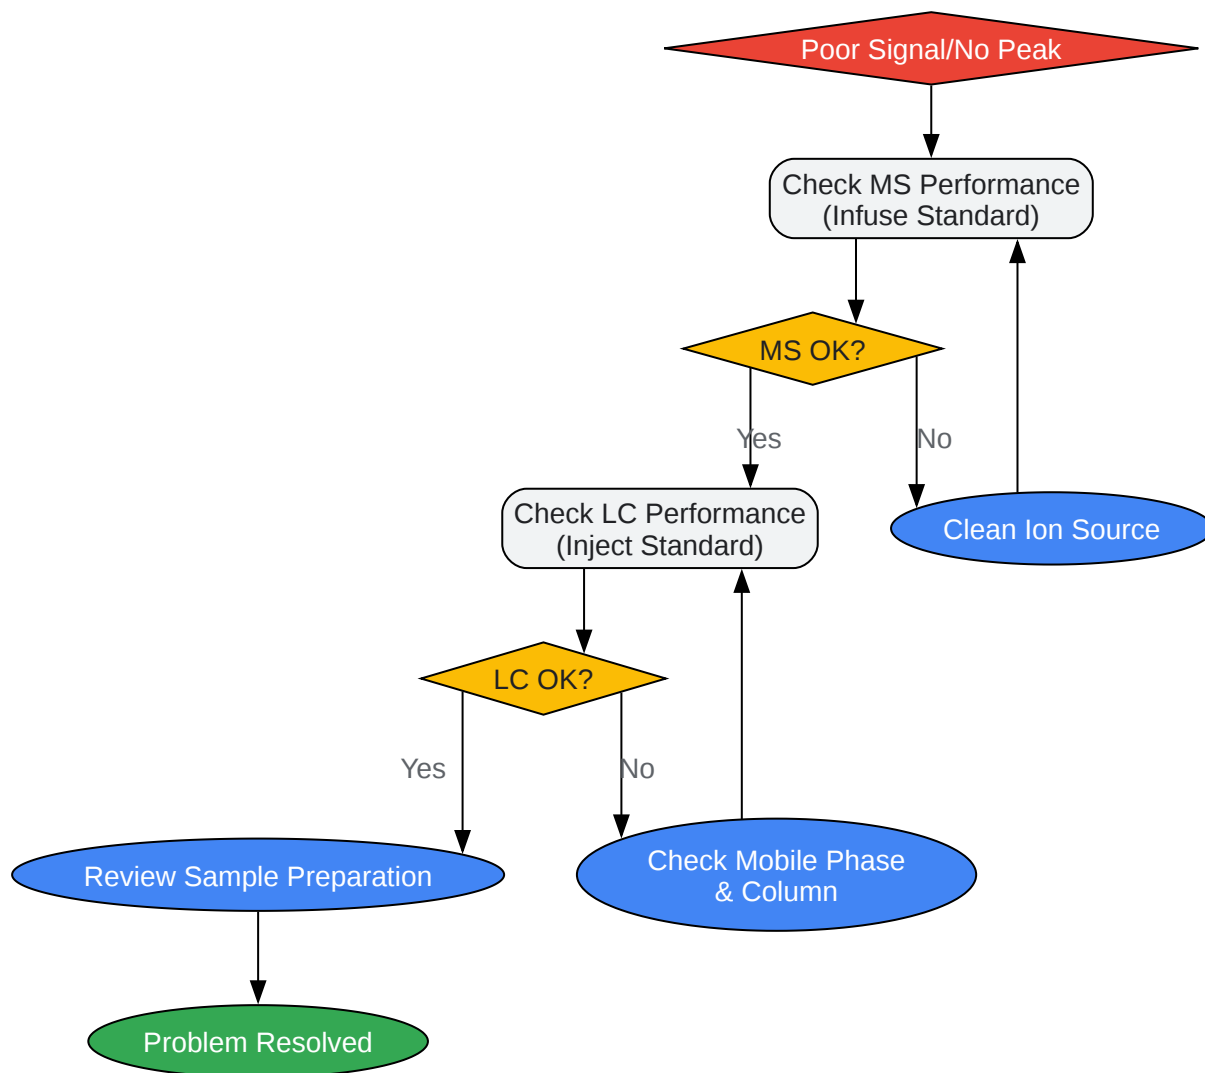 Poor Signal/No Peak
Check MS Performance
(Infuse Standard)
MS OK?
Yes
No
Check LC Performance
(Inject Standard)
Clean Ion Source
LC OK?
Yes
No
Check Mobile Phase
& Column
Review Sample Preparation
Problem Resolved